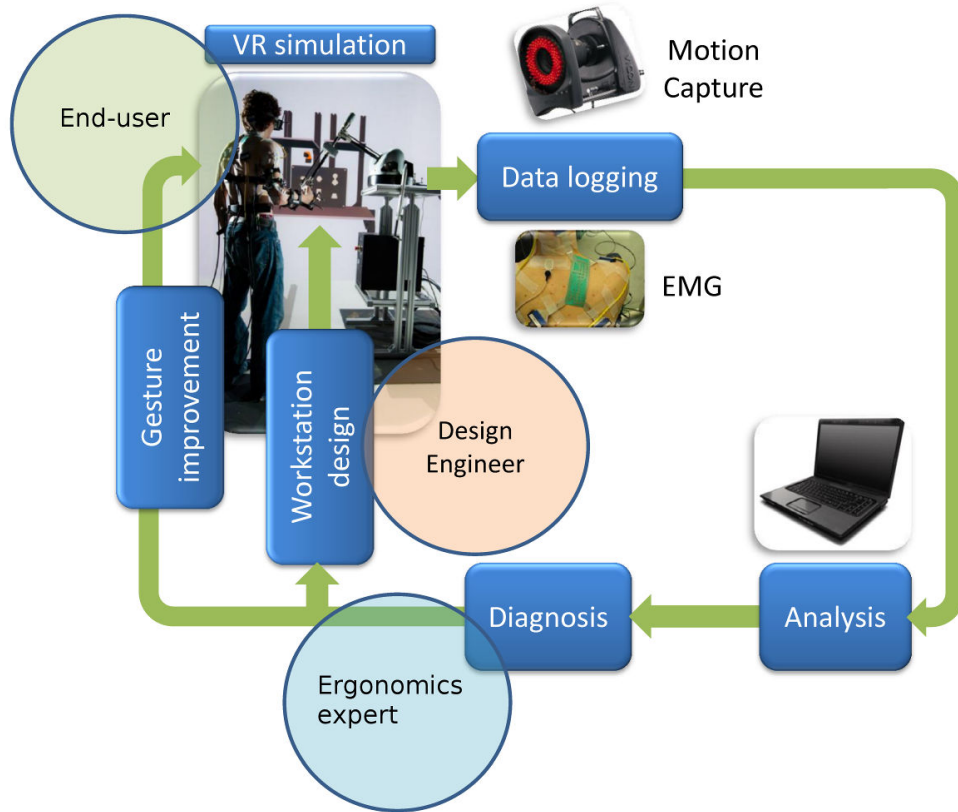 VR simulation
End-user
Motion
Capture
Data logging
EMG
Gesture
improvement
Workstation
design
Design
Engineer
Diagnosis
Analysis
Ergonomics
expert